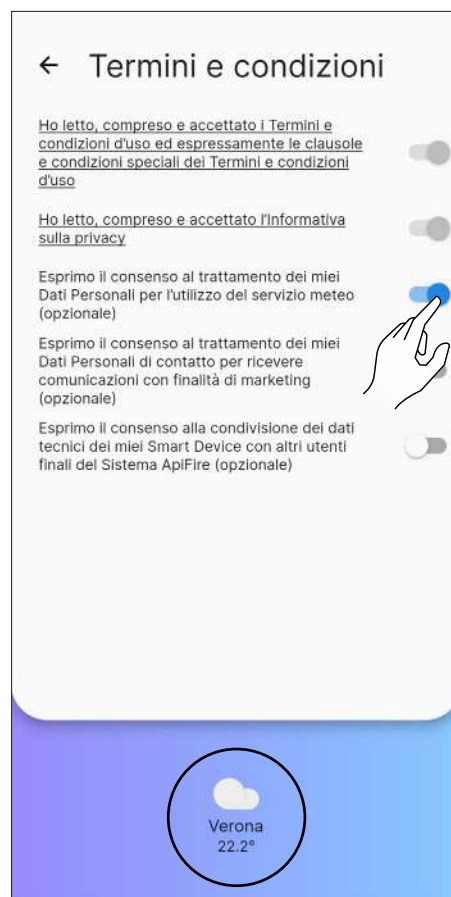 Termini e condizioni
Ho letto, compreso e accettato i Termini e
condizioni d'uso ed espressamente le clausole
e condizioni speciali dei Termini e condizioni
d'uso
Ho letto, compreso e accettato l'Informativa
sulla privacy
Esprimo il consenso al trattamento dei miei
Dati Personali per l'utilizzo del servizio meteo
(opzionale)
Esprimo il consenso al trattamento dei miei
Dati Personali di contatto per ricevere
comunicazioni con finalità di marketing
(opzionale)
Esprimo il consenso alla condivisione dei dati
tecnici dei miei Smart Device con altri utenti
finali del Sistema ApiFire (opzionale)
Verona
22.2°